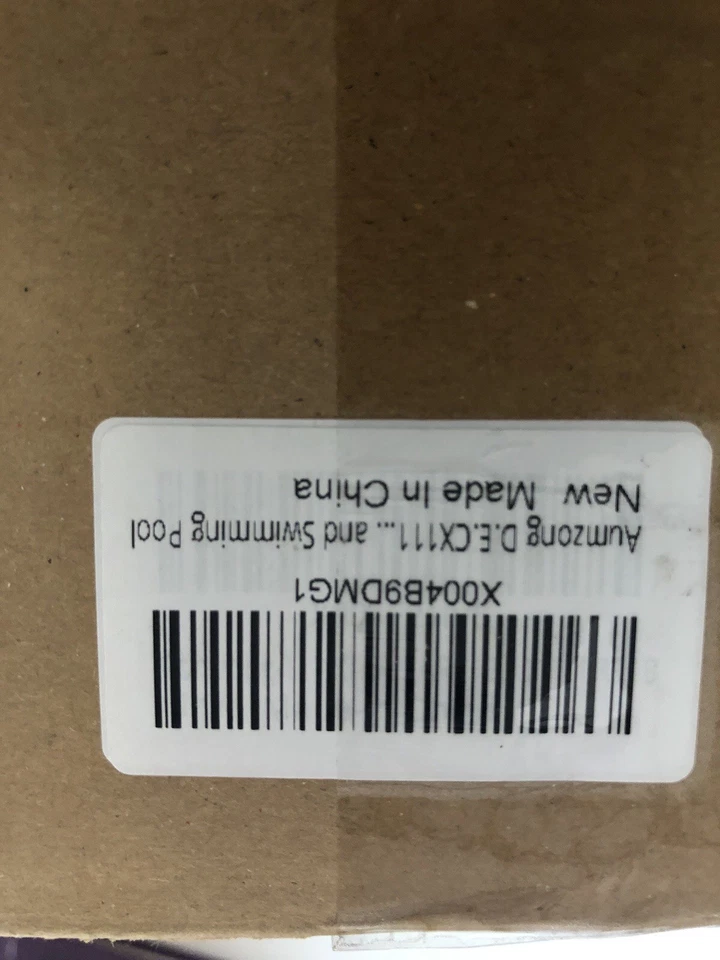 X004B9DMG1
Aumzong D.E.CX111... and Swimming Pool
New Made In China